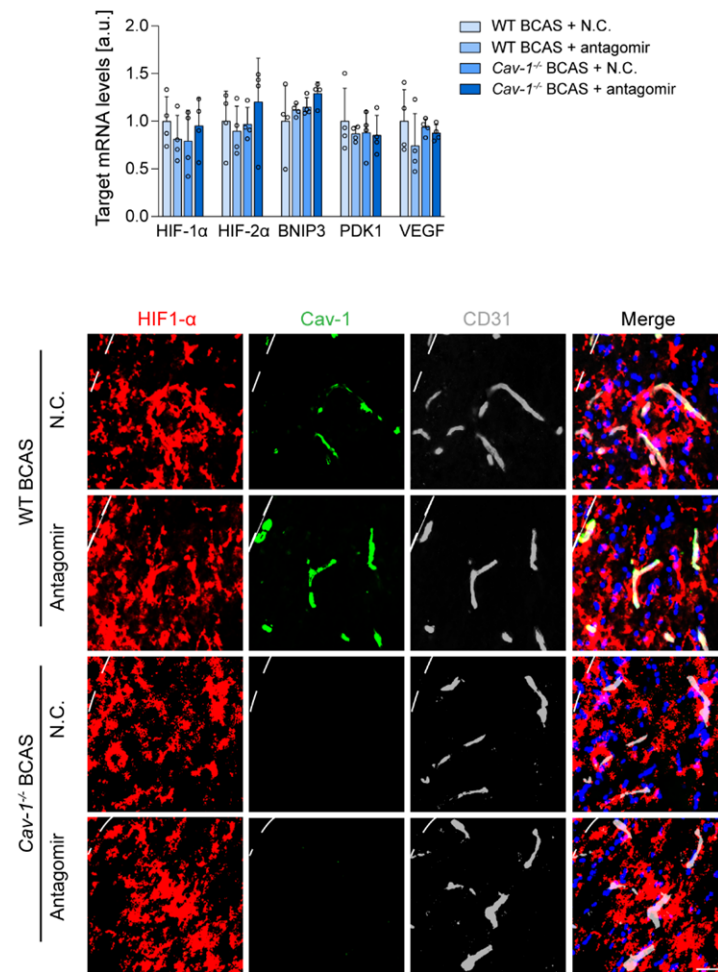 Target mRNA levels [a.u.]
2.0
1.5
1.0
0.5
0.0
HIF-1α HIF-2α BNIP3 PDK1 VEGF
WT BCAS + N.C.
WT BCAS + antagomir
Cav-1-/- BCAS + N.C.
Cav-1-/- BCAS + antagomir
HIF1-α Cav-1 CD31 Merge
WT BCAS
N.C.
Antagomir
Cav-1-/- BCAS
N.C.
Antagomir